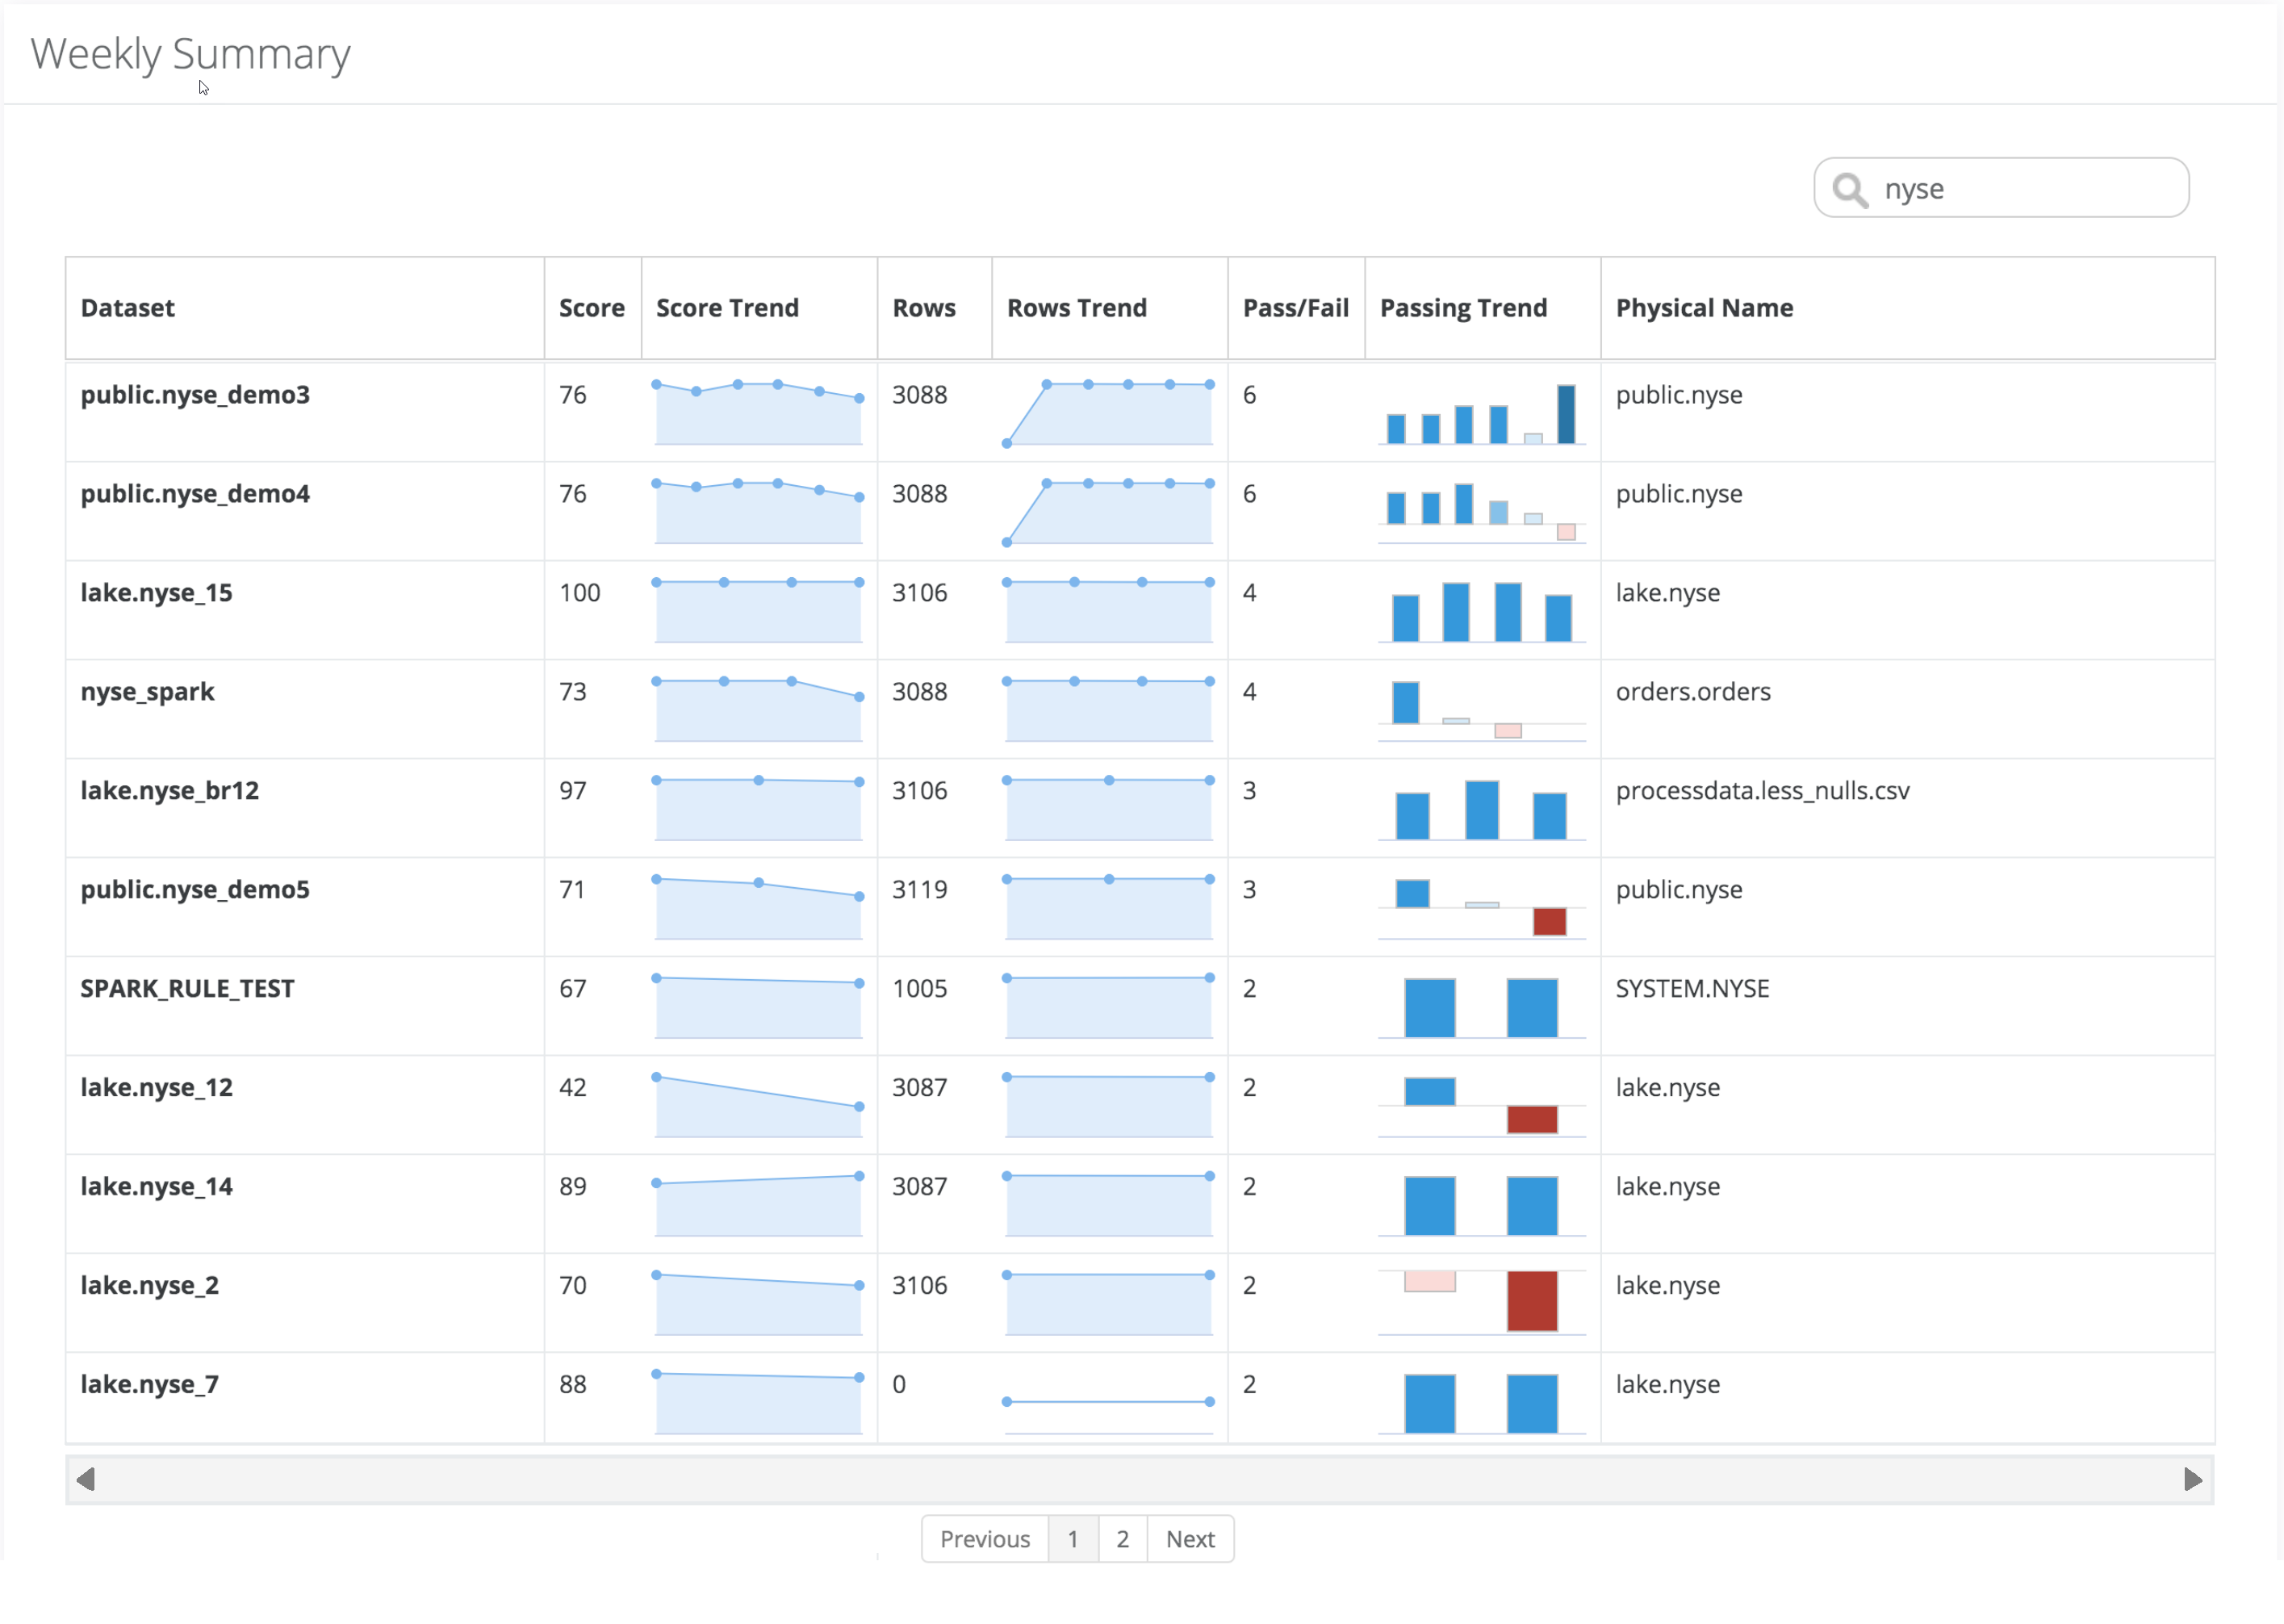 Weekly Summary
nyse
Dataset Score Score Trend Rows Rows Trend Pass/Fail Passing Trend Physical Name
public.nyse_demo3 76 3088 6 public.nyse
public.nyse_demo4 76 3088 6 public.nyse
lake.nyse_15 100 3106 4 lake.nyse
nyse_spark 73 3088 4 orders.orders
lake.nyse_br12 97 3106 3 processdata.less_nulls.csv
public.nyse_demo5 71 3119 3 public.nyse
SPARK_RULE_TEST 67 1005 2 SYSTEM.NYSE
lake.nyse_12 42 3087 2 lake.nyse
lake.nyse_14 89 3087 2 lake.nyse
lake.nyse_2 70 3106 2 lake.nyse
lake.nyse_7 88 0 2 lake.nyse
Previous 1 2 Next